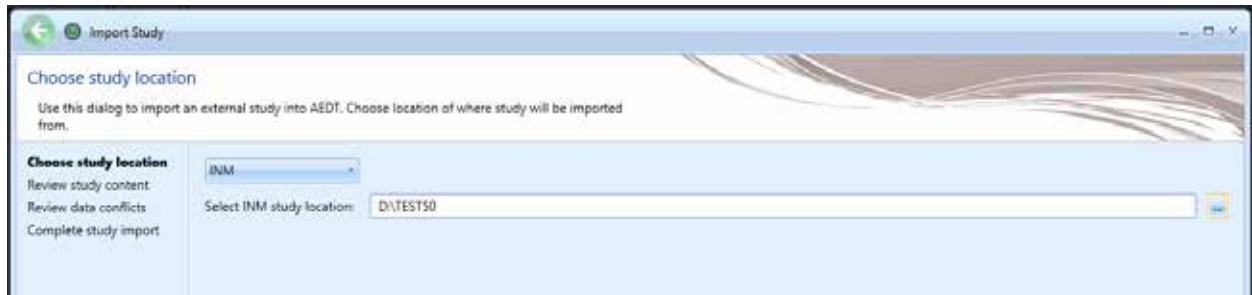 Import Study
Choose study location
Use this dialog to import an external study into AEDT. Choose location of where study will be imported
from.
Choose study location
INM
Review study content
Review data conflicts
Select INM study location:
D:\TEST50
Complete study import